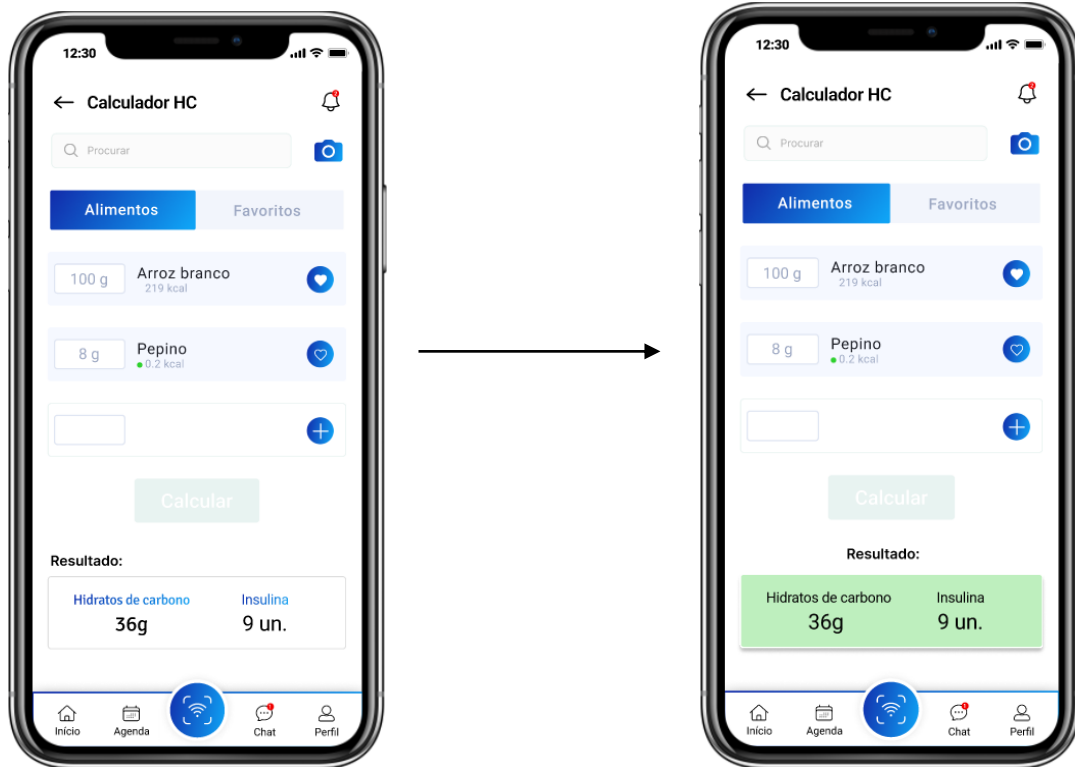 12:30
Calculador HC
Procurar
Alimentos Favoritos
100 g Arroz branco
219 kcal
8 g Pepino
0.2 kcal
Calcular
Resultado:
Hidratos de carbono Insulina
36g 9 un.
Início Agenda Chat Perfil
12:30
Calculador HC
Procurar
Alimentos Favoritos
100 g Arroz branco
219 kcal
8 g Pepino
0.2 kcal
Calcular
Resultado:
Hidratos de carbono Insulina
36g 9 un.
Início Agenda Chat Perfil